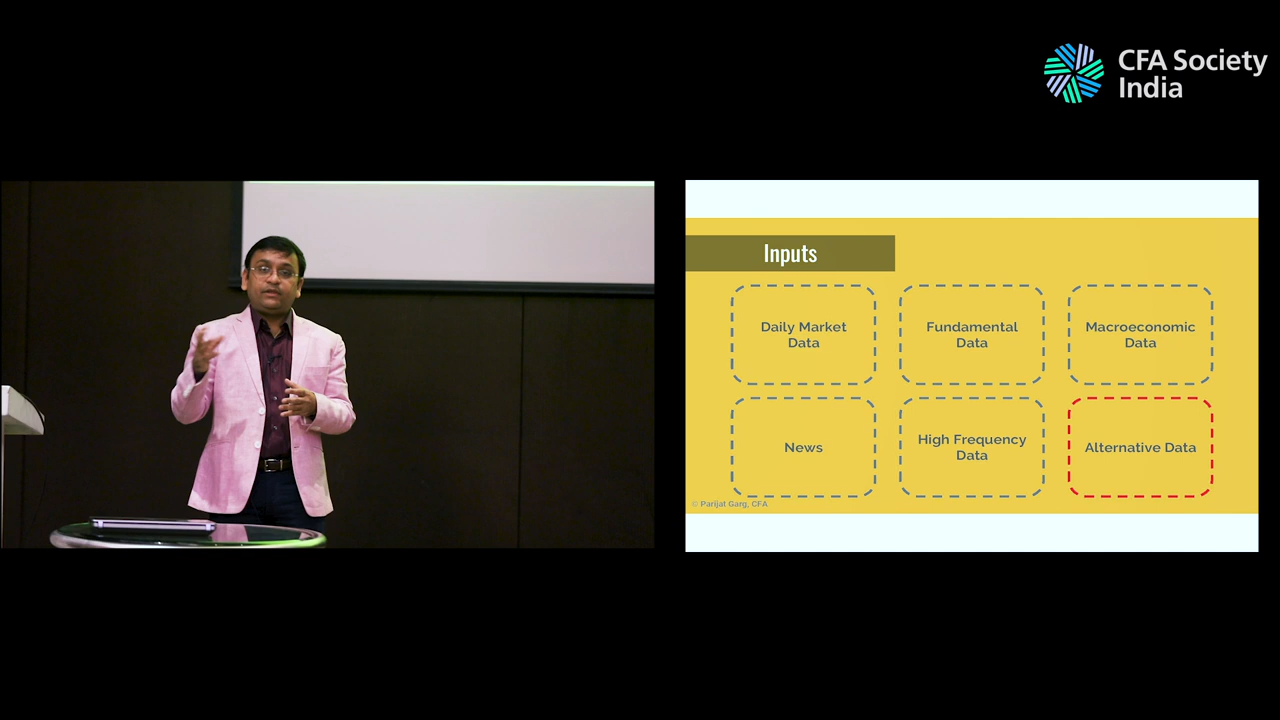 CFA Society
India
Inputs
Daily Market
Data
Fundamental
Data
Macroeconomic
Data
News
High Frequency
Data
Alternative Data
© Parijat Garg, CFA